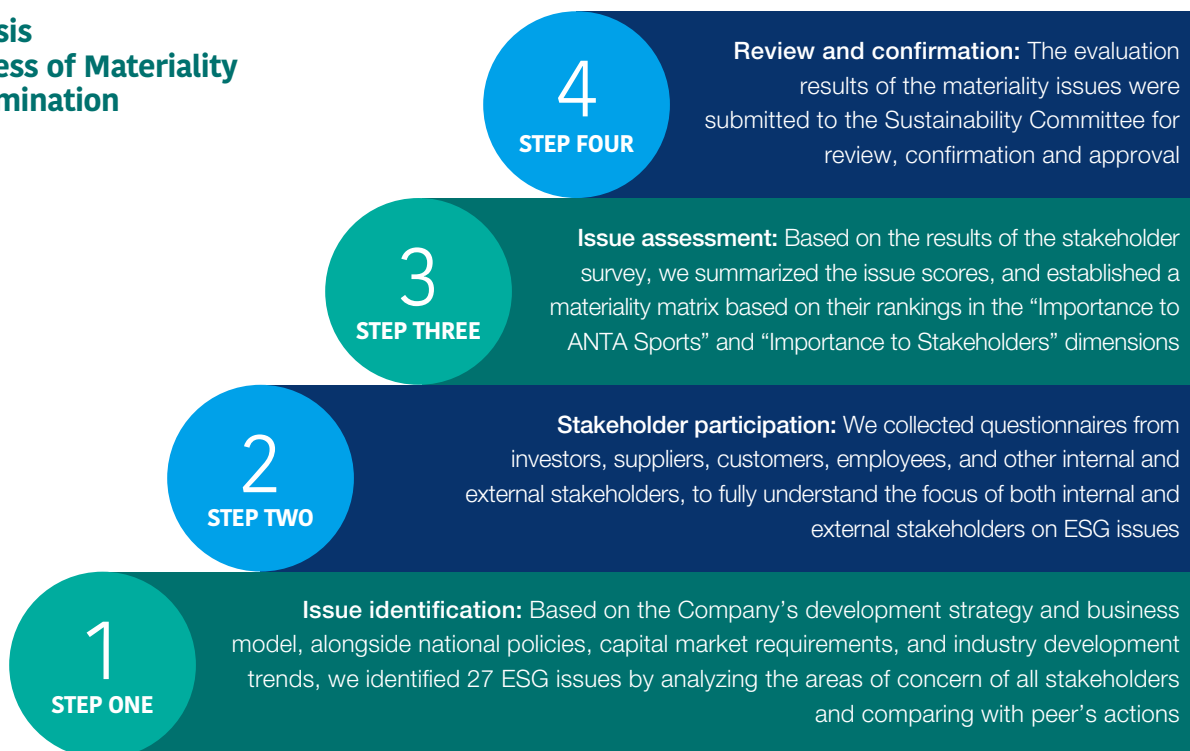 sis
ess of Materiality
mination
4
STEP FOUR
Review and confirmation: The evaluation
results of the materiality issues were
submitted to the Sustainability Committee for
review, confirmation and approval
3
STEP THREE
Issue assessment: Based on the results of the stakeholder
survey, we summarized the issue scores, and established a
materiality matrix based on their rankings in the “Importance to
ANTA Sports” and “Importance to Stakeholders” dimensions
2
STEP TWO
Stakeholder participation: We collected questionnaires from
investors, suppliers, customers, employees, and other internal and
external stakeholders, to fully understand the focus of both internal and
external stakeholders on ESG issues
1
STEP ONE
Issue identification: Based on the Company’s development strategy and business
model, alongside national policies, capital market requirements, and industry development
trends, we identified 27 ESG issues by analyzing the areas of concern of all stakeholders
and comparing with peer’s actions